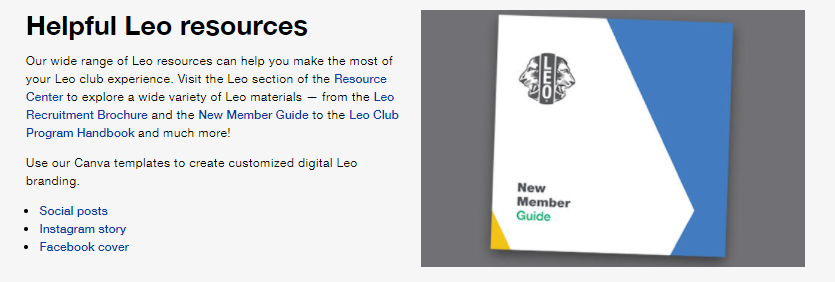 Helpful Leo resources
Our wide range of Leo resources can help you make the most of
your Leo club experience. Visit the Leo section of the Resource
Center to explore a wide variety of Leo materials — from the Leo
Recruitment Brochure and the New Member Guide to the Leo Club
Program Handbook and much more!
Use our Canva templates to create customized digital Leo
branding.
• Social posts
• Instagram story
• Facebook cover
LEO
New
Member
Guide